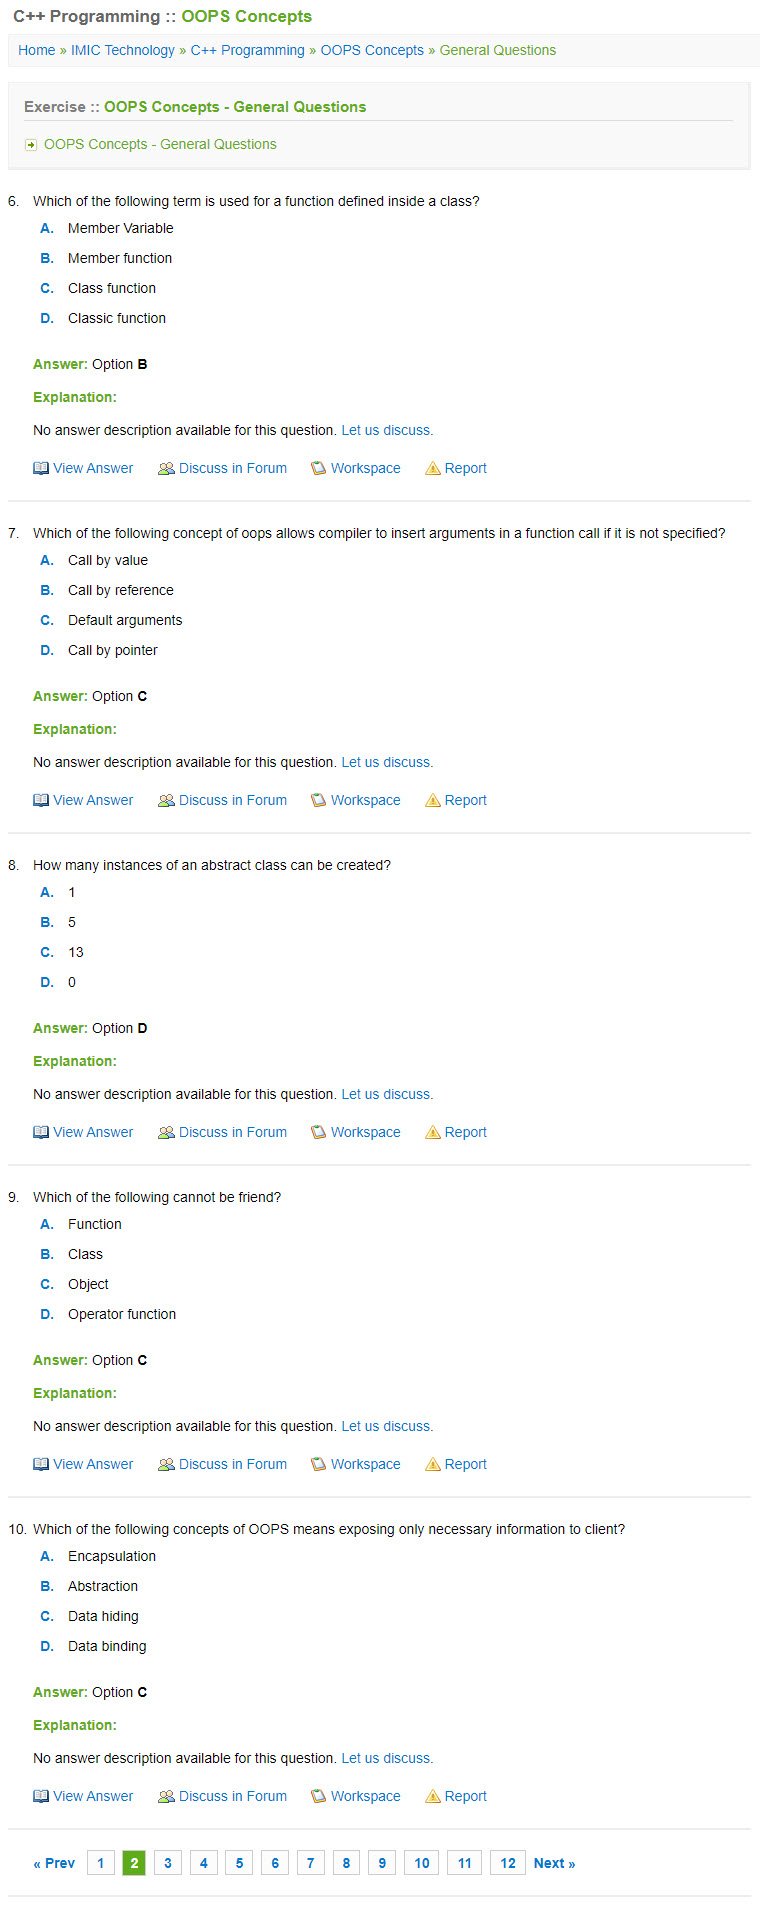 C++ Programming :: OOPS Concepts
Home » IMIC Technology » C++ Programming » OOPS Concepts » General Questions
Exercise :: OOPS Concepts - General Questions
OOPS Concepts - General Questions
6. Which of the following term is used for a function defined inside a class?
A. Member Variable
B. Member function
C. Class function
D. Classic function
Answer: Option B
Explanation:
No answer description available for this question. Let us discuss.
View Answer Discuss in Forum Workspace Report
7. Which of the following concept of oops allows compiler to insert arguments in a function call if it is not specified?
A. Call by value
B. Call by reference
C. Default arguments
D. Call by pointer
Answer: Option C
Explanation:
No answer description available for this question. Let us discuss.
View Answer Discuss in Forum Workspace Report
8. How many instances of an abstract class can be created?
A. 1
B. 5
C. 13
D. 0
Answer: Option D
Explanation:
No answer description available for this question. Let us discuss.
View Answer Discuss in Forum Workspace Report
9. Which of the following cannot be friend?
A. Function
B. Class
C. Object
D. Operator function
Answer: Option C
Explanation:
No answer description available for this question. Let us discuss.
View Answer Discuss in Forum Workspace Report
10. Which of the following concepts of OOPS means exposing only necessary information to client?
A. Encapsulation
B. Abstraction
C. Data hiding
D. Data binding
Answer: Option C
Explanation:
No answer description available for this question. Let us discuss.
View Answer Discuss in Forum Workspace Report
« Prev 1 2 3 4 5 6 7 8 9 10 11 12 Next »